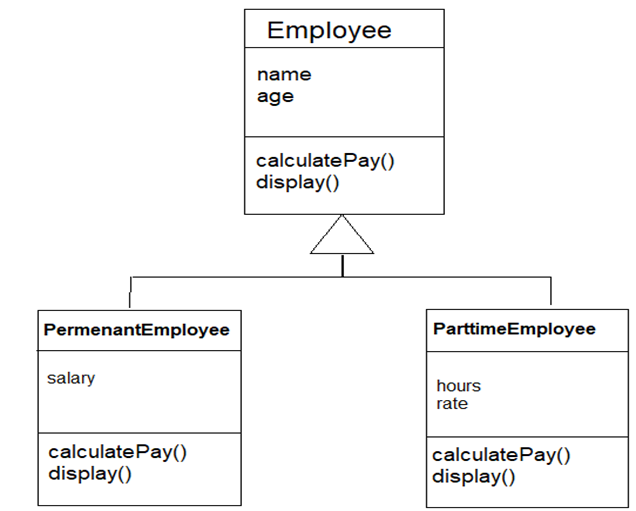 Employee
name
age
calculatePay()
display()
PermenantEmployee
salary
calculatePay()
display()
ParttimeEmployee
hours
rate
calculatePay()
display()